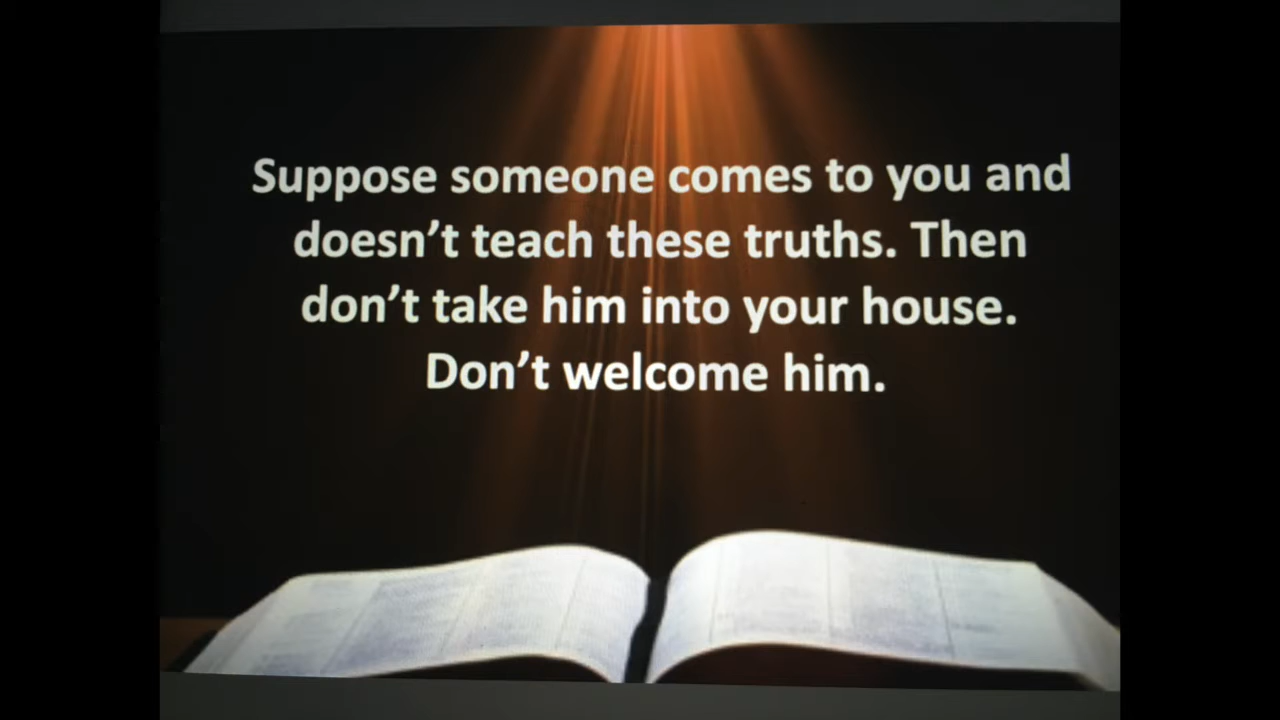 Suppose someone comes to you and
doesn’t teach these truths. Then
don’t take him into your house.
Don’t welcome him.